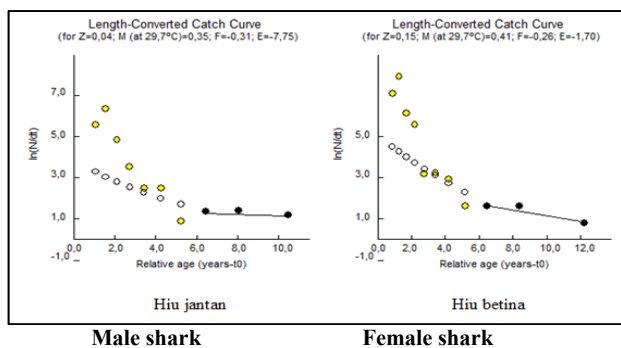 Length-Converted Catch Curve
(for Z=0,04; M (at 29,7ºC)=0,35; F=-0,31; E=-7,75)
ln(N/dt)
7,0
5,0
3,0
1,0
-1,0
0,0 2,0 4,0 6,0 8,0 10,0
Relative age (years-t0)
Hiu jantan
Length-Converted Catch Curve
(for Z=0,15; M (at 29,7ºC)=0,41; F=-0,26; E=-1,70)
ln(N/dt)
7,0
5,0
3,0
1,0
-1,0
0,0 2,0 4,0 6,0 8,0 10,0 12,0
Relative age (years-t0)
Hiu betina
Male shark
Female shark